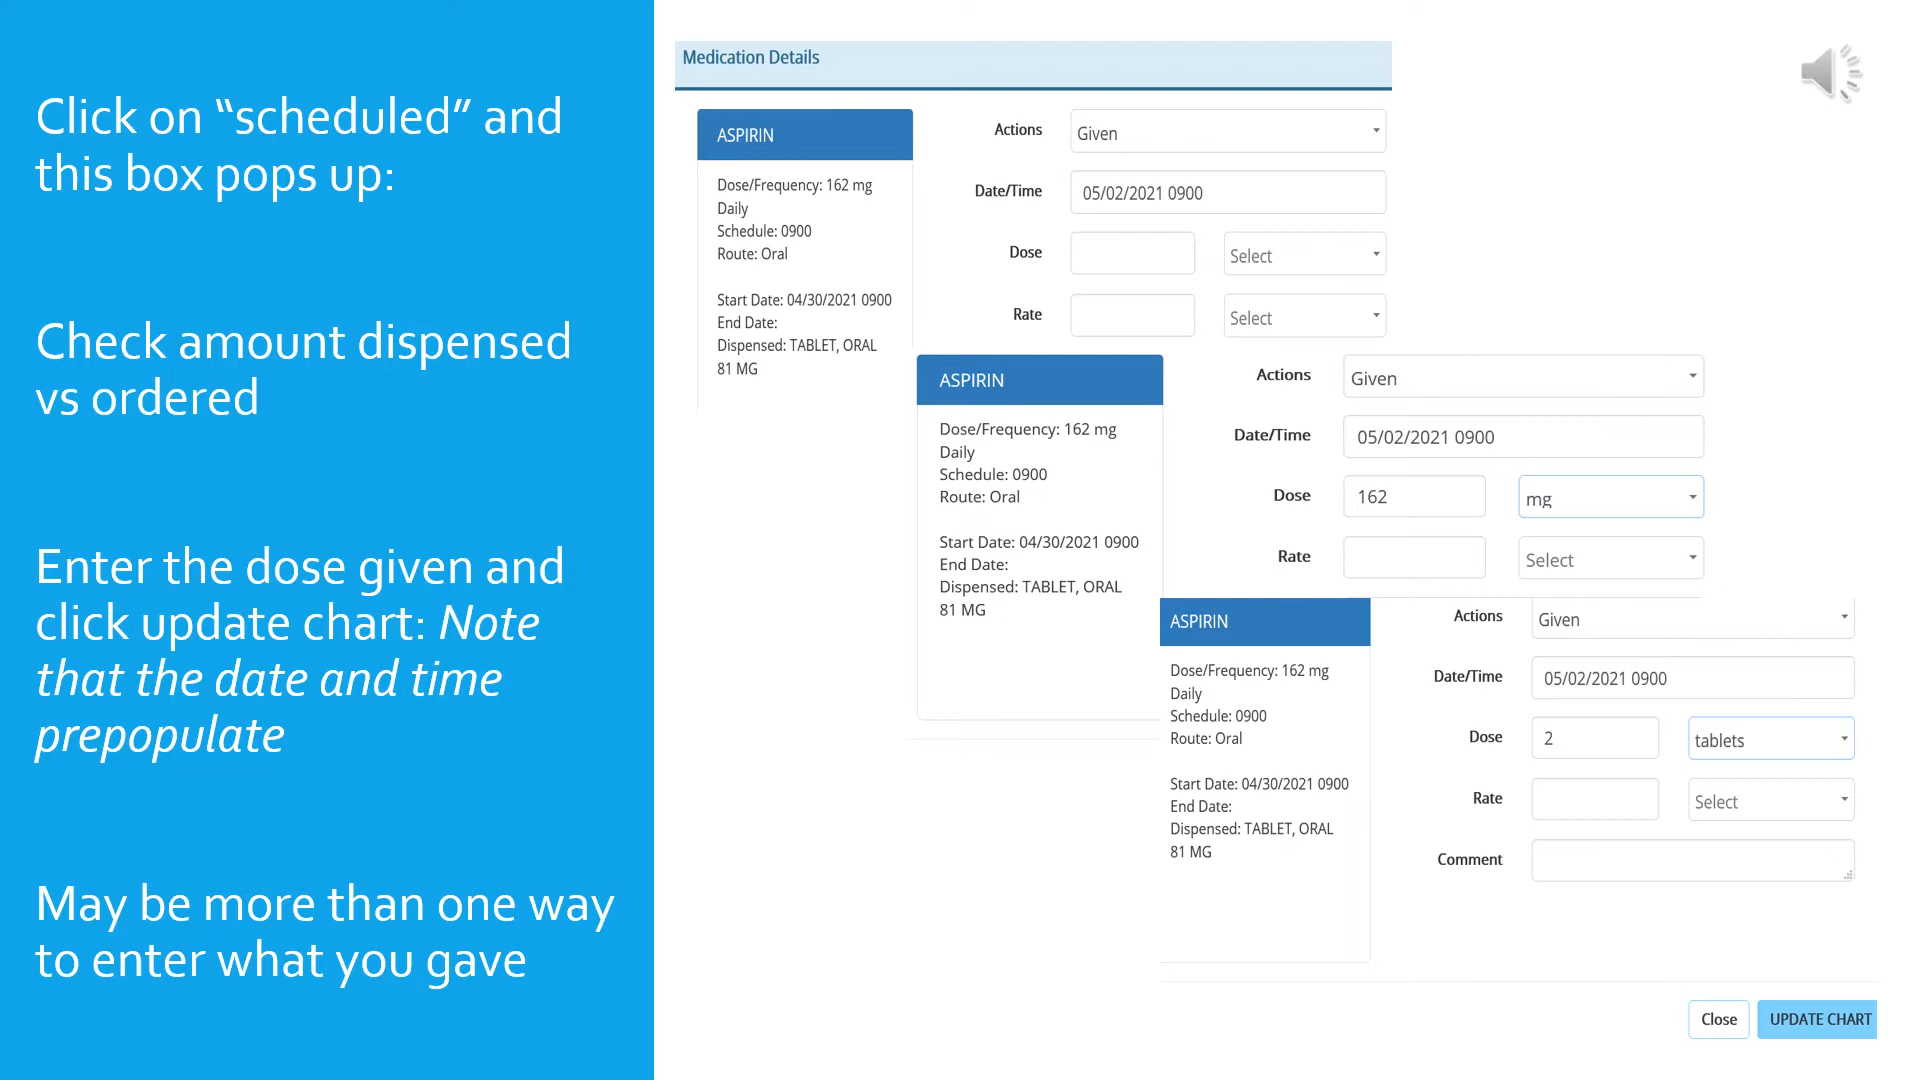 Click on “scheduled” and
this box pops up:
Check amount dispensed
vs ordered
Enter the dose given and
click update chart: Note
that the date and time
prepopulate
May be more than one way
to enter what you gave
Medication Details
ASPIRIN
Dose/Frequency: 162 mg
Daily
Schedule: 0900
Route: Oral
Start Date: 04/30/2021 0900
End Date:
Dispensed: TABLET, ORAL
81 MG
Actions Given
Date/Time 05/02/2021 0900
Dose Select
Rate Select
ASPIRIN
Dose/Frequency: 162 mg
Daily
Schedule: 0900
Route: Oral
Start Date: 04/30/2021 0900
End Date:
Dispensed: TABLET, ORAL
81 MG
Actions Given
Date/Time 05/02/2021 0900
Dose 162 mg
Rate Select
ASPIRIN
Dose/Frequency: 162 mg
Daily
Schedule: 0900
Route: Oral
Start Date: 04/30/2021 0900
End Date:
Dispensed: TABLET, ORAL
81 MG
Actions Given
Date/Time 05/02/2021 0900
Dose 2 tablets
Rate Select
Comment
Close UPDATE CHART